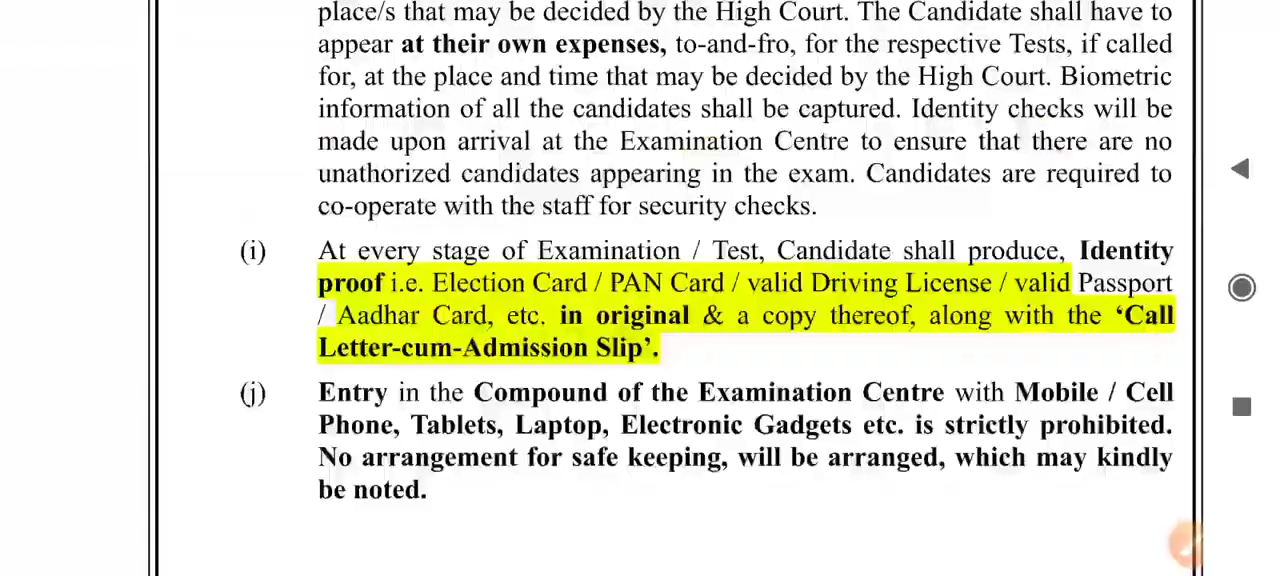 place/s that may be decided by the High Court. The Candidate shall have to
appear at their own expenses, to-and-fro, for the respective Tests, if called
for, at the place and time that may be decided by the High Court. Biometric
information of all the candidates shall be captured. Identity checks will be
made upon arrival at the Examination Centre to ensure that there are no
unathorized candidates appearing in the exam. Candidates are required to
co-operate with the staff for security checks.
(i) At every stage of Examination / Test, Candidate shall produce, Identity
proof i.e. Election Card / PAN Card / valid Driving License / valid Passport
/ Aadhar Card, etc. in original & a copy thereof, along with the ‘Call
Letter-cum-Admission Slip’.
(j) Entry in the Compound of the Examination Centre with Mobile / Cell
Phone, Tablets, Laptop, Electronic Gadgets etc. is strictly prohibited.
No arrangement for safe keeping, will be arranged, which may kindly
be noted.